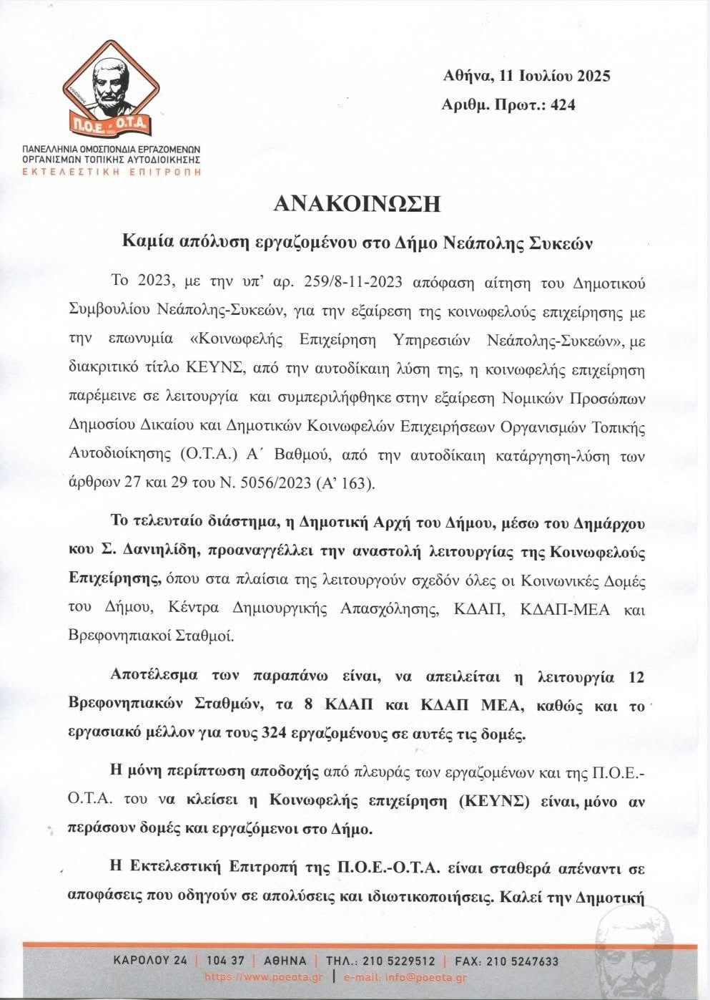 Αθήνα, 11 Ιουλίου 2025
Αριθμ. Πρωτ.: 424
Π.Ο.Ε. - Ο.Τ.Α.
ΠΑΝΕΛΛΗΝΙΑ ΟΜΟΣΠΟΝΔΙΑ ΕΡΓΑΖΟΜΕΝΩΝ
ΟΡΓΑΝΙΣΜΩΝ ΤΟΠΙΚΗΣ ΑΥΤΟΔΙΟΙΚΗΣΗΣ
ΕΚΤΕΛΕΣΤΙΚΗ ΕΠΙΤΡΟΠΗ
ΑΝΑΚΟΙΝΩΣΗ
Καμία απόλυση εργαζομένου στο Δήμο Νεάπολης Συκεών
Το 2023, με την υπ’ αρ. 259/8-11-2023 απόφαση αίτηση του Δημοτικού
Συμβουλίου Νεάπολης-Συκεών, για την εξαίρεση της κοινωφελούς επιχείρησης με
την επωνυμία «Κοινωφελής Επιχείρηση Υπηρεσιών Νεάπολης-Συκεών», με
διακριτικό τίτλο ΚΕΥΝΣ, από την αυτοδίκαιη λύση της, η κοινωφελής επιχείρηση
παρέμεινε σε λειτουργία και συμπεριλήφθηκε στην εξαίρεση Νομικών Προσώπων
Δημοσίου Δικαίου και Δημοτικών Κοινωφελών Επιχειρήσεων Οργανισμών Τοπικής
Αυτοδιοίκησης (Ο.Τ.Α.) Α΄ Βαθμού, από την αυτοδίκαιη κατάργηση-λύση των
άρθρων 27 και 29 του Ν. 5056/2023 (Α’ 163).
Το τελευταίο διάστημα, η Δημοτική Αρχή του Δήμου, μέσω του Δημάρχου
κου Σ. Δανιηλίδη, προαναγγέλλει την αναστολή λειτουργίας της Κοινωφελούς
Επιχείρησης, όπου στα πλαίσια της λειτουργούν σχεδόν όλες οι Κοινωνικές Δομές
του Δήμου, Κέντρα Δημιουργικής Απασχόλησης, ΚΔΑΠ, ΚΔΑΠ-ΜΕΑ και
Βρεφονηπιακοί Σταθμοί.
Αποτέλεσμα των παραπάνω είναι, να απειλείται η λειτουργία 12
Βρεφονηπιακών Σταθμών, τα 8 ΚΔΑΠ και ΚΔΑΠ ΜΕΑ, καθώς και το
εργασιακό μέλλον για τους 324 εργαζομένους σε αυτές τις δομές.
Η μόνη περίπτωση αποδοχής από πλευράς των εργαζομένων και της Π.Ο.Ε.-
Ο.Τ.Α. του να κλείσει η Κοινωφελής επιχείρηση (ΚΕΥΝΣ) είναι, μόνο αν
περάσουν δομές και εργαζόμενοι στο Δήμο.
Η Εκτελεστική Επιτροπή της Π.Ο.Ε.-Ο.Τ.Α. είναι σταθερά απέναντι σε
αποφάσεις που οδηγούν σε απολύσεις και ιδιωτικοποιήσεις. Καλεί την Δημοτική
ΚΑΡΟΛΟΥ 24 | 104 37 | ΑΘΗΝΑ | ΤΗΛ.: 210 5229512 | FAX: 210 5247633
https://www.poeota.gr | e-mail: info@poeota.gr